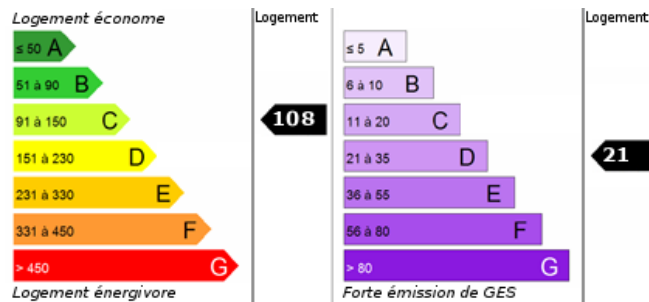 Logement économe
Logement
≤ 50 A
51 à 90 B
91 à 150 C
108
151 à 230 D
231 à 330 E
331 à 450 F
> 450 G
Logement énergivore
Logement
≤ 5 A
6 à 10 B
11 à 20 C
21 à 35 D
21
36 à 55 E
56 à 80 F
> 80 G
Forte émission de GES